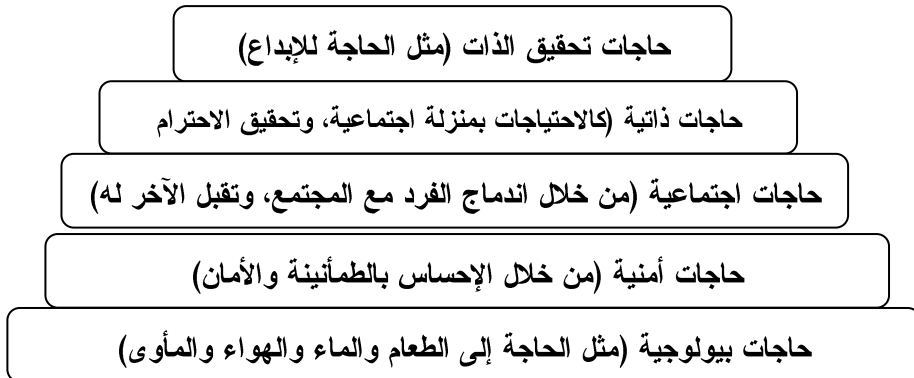 حاجات تحقيق الذات (مثل الحاجة للإبداع)
حاجات ذاتية (كالاحتياجات بمنزلة اجتماعية، وتحقيق الاحترام
حاجات اجتماعية (من خلال اندماج الفرد مع المجتمع، وتقبل الآخر له)
حاجات أمنية (من خلال الإحساس بالطمأنينة والأمان)
حاجات بيولوجية (مثل الحاجة إلى الطعام والماء والهواء والمأوى)